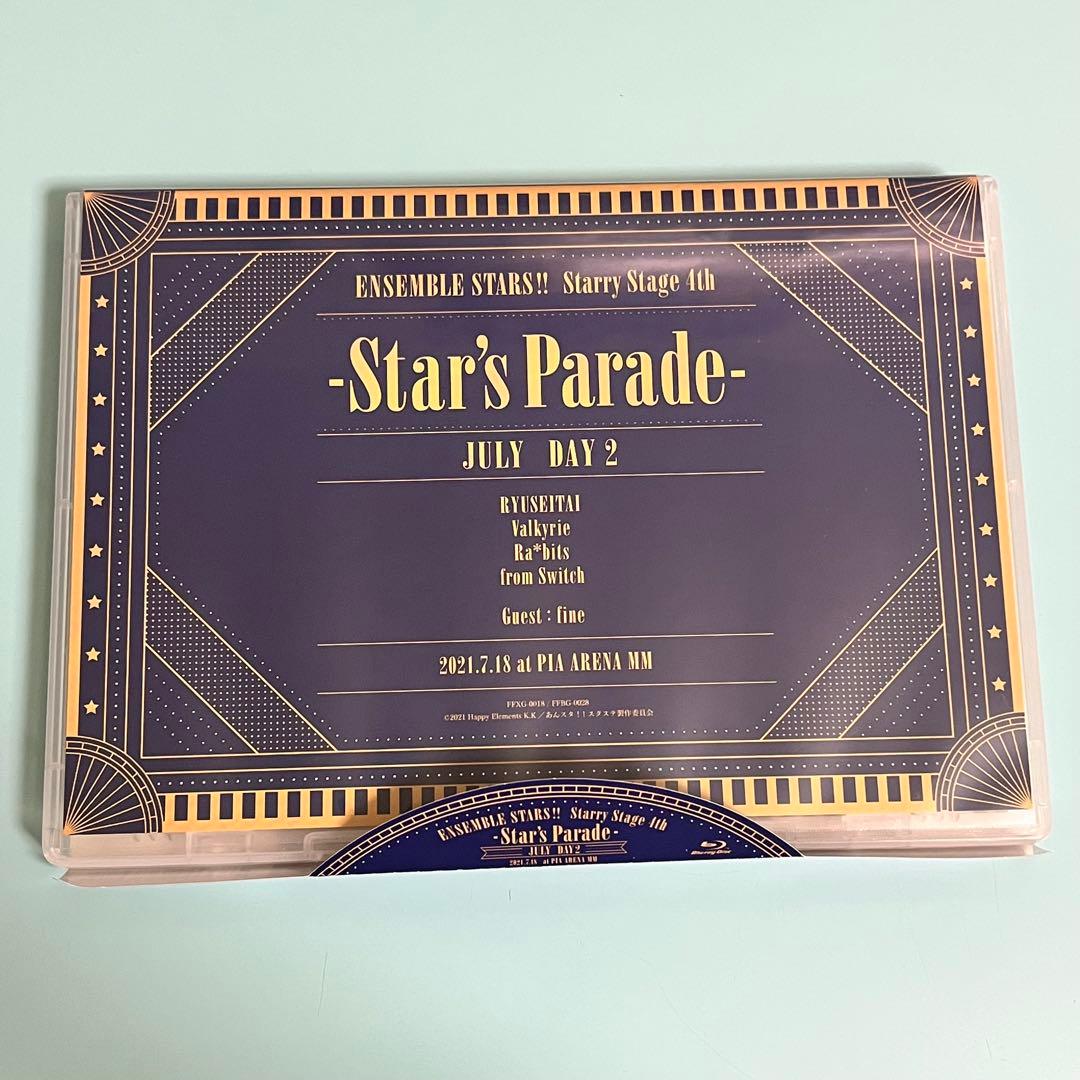 ENSEMBLE STARS!! Starry Stage 4th
-Star's Parade-
JULY DAY 2
RYUSEITAI
Valkyrie
Ra*bits
from Switch
Guest : fine
2021.7.18 at PIA ARENA MM
FFXG-0018 / FFBG-0028
©2021 Happy Elements K.K／あんスタ！！スタステ製作委員会
ENSEMBLE STARS!! Starry Stage 4th
-Star's Parade-
JULY DAY 2
2021.7.18 at PIA ARENA MM
Blu-ray Disc